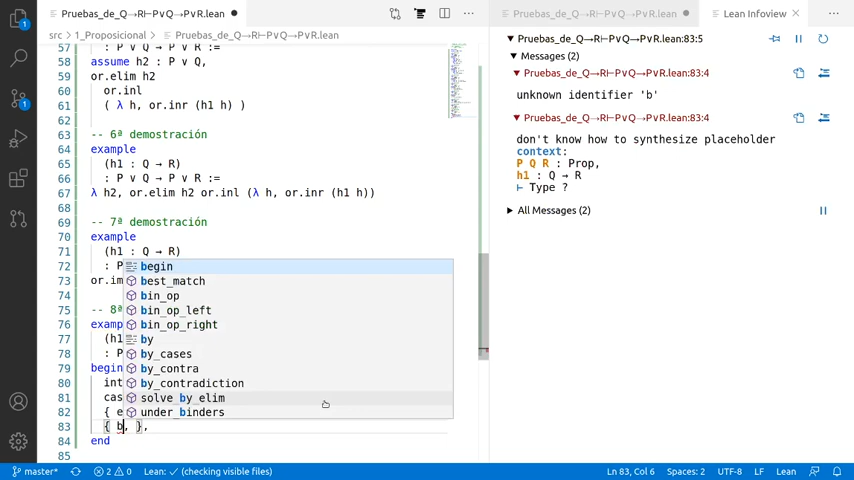 Pruebas_de_Q→R⊢P∨Q→P∨R.lean
Pruebas_de_Q→R⊢P∨Q→P∨R.lean
Lean Infoview
src > 1_Proposicional > Pruebas_de_Q→R⊢P∨Q→P∨R.lean
57 : P ∨ Q → P ∨ R :=
58 assume h2 : P ∨ Q,
59 or.elim h2
60 or.inl
61 ( λ h, or.inr (h1 h) )
62
63 -- 6ª demostración
64 example
65 (h1 : Q → R)
66 : P ∨ Q → P ∨ R :=
67 λ h2, or.elim h2 or.inl (λ h, or.inr (h1 h))
68
69 -- 7ª demostración
70 example
71 (h1 : Q → R)
72 : P
73 or.im
74
75 -- 8ª
76 examp
77 (h1
78 : P
79 begin
80 int
81 cas
82 { e
83 { b, },
84 end
85
begin
best_match
bin_op
bin_op_left
bin_op_right
by
by_cases
by_contra
by_contradiction
solve_by_elim
under_binders
Pruebas_de_Q→R⊢P∨Q→P∨R.lean:83:5
Messages (2)
Pruebas_de_Q→R⊢P∨Q→P∨R.lean:83:4
unknown identifier 'b'
Pruebas_de_Q→R⊢P∨Q→P∨R.lean:83:4
don't know how to synthesize placeholder
context:
P Q R : Prop,
h1 : Q → R
⊢ Type ?
All Messages (2)
1
1
master*
2
0
Lean: ✓ (checking visible files)
Ln 83, Col 6
Spaces: 2
UTF-8
LF
Lean